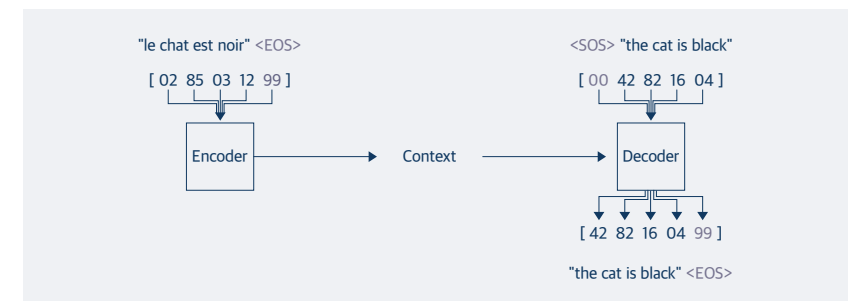 "le chat est noir" <EOS>
[ 02 85 03 12 99 ]
Encoder
Context
<SOS> "the cat is black"
[ 00 42 82 16 04 ]
Decoder
[ 42 82 16 04 99 ]
"the cat is black" <EOS>